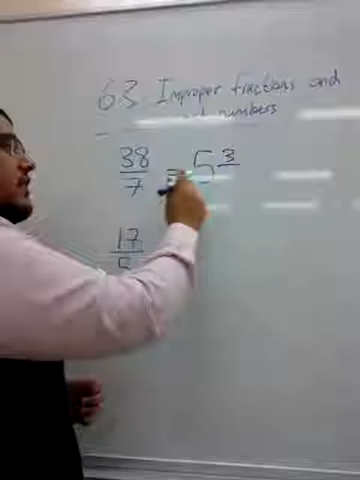 6.3 Improper fractions and
numbers
38/7 = 5 3/
17/5